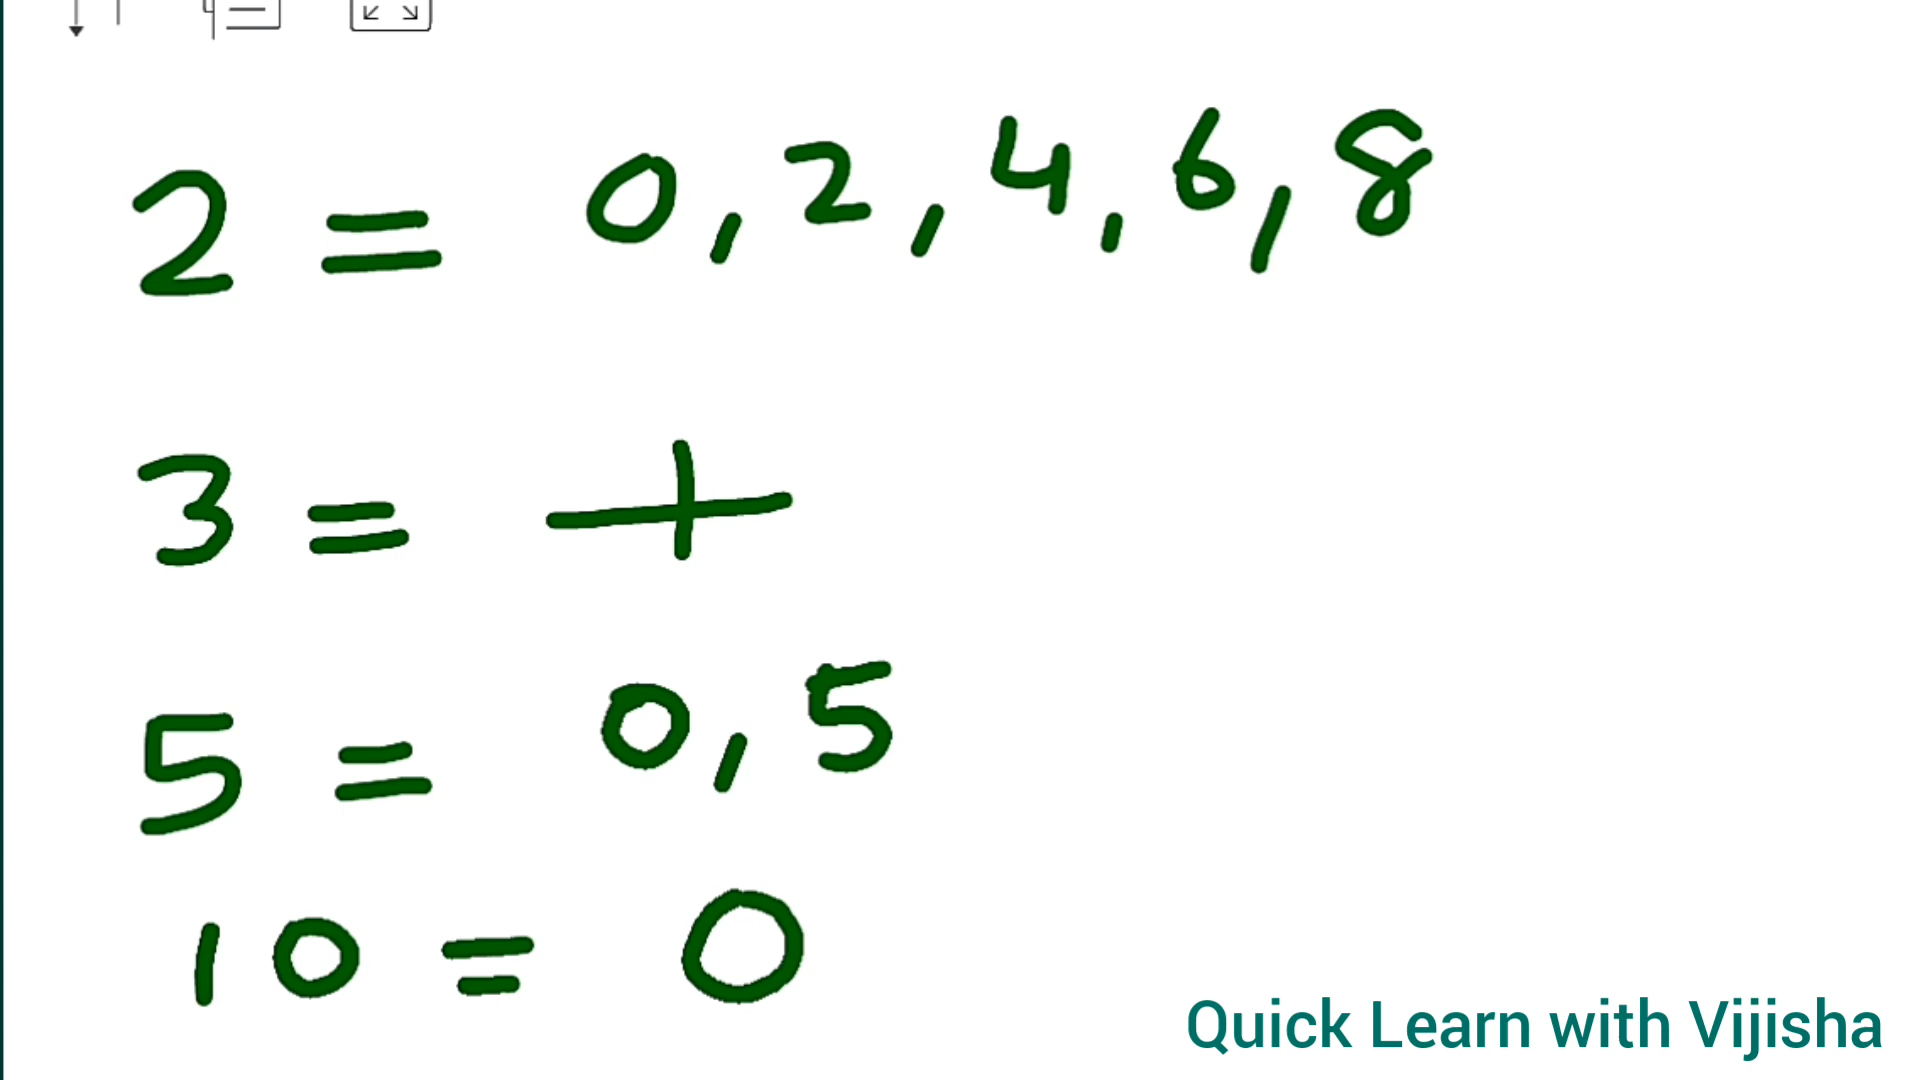 2 = 0, 2, 4, 6, 8
3 = +
5 = 0, 5
10 = 0
Quick Learn with Vijisha